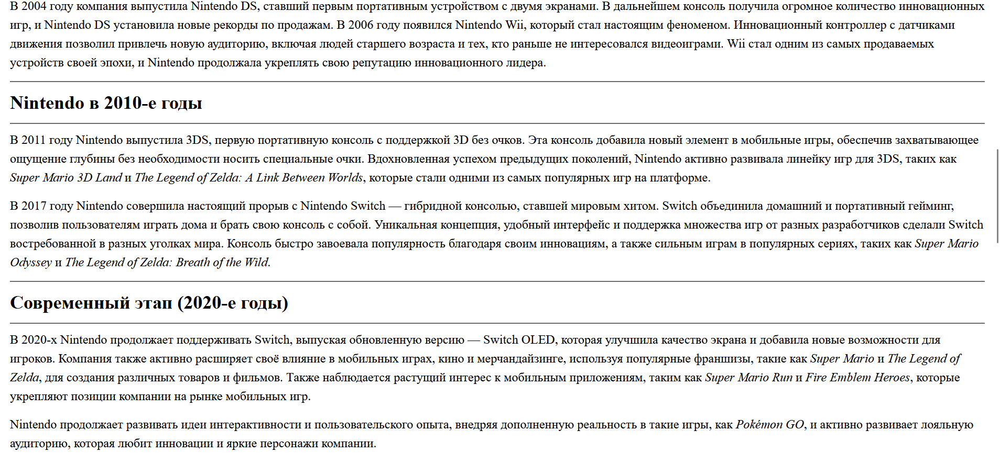 В 2004 году компания выпустила Nintendo DS, ставший первым портативным устройством с двумя экранами. В дальнейшем консоль получила огромное количество инновационных
игр, и Nintendo DS установила новые рекорды по продажам. В 2006 году появился Nintendo Wii, который стал настоящим феноменом. Инновационный контроллер с датчиками
движения позволил привлечь новую аудиторию, включая людей старшего возраста и тех, кто раньше не интересовался видеоиграми. Wii стал одним из самых продаваемых
устройств своей эпохи, и Nintendo продолжала укреплять свою репутацию инновационного лидера.
Nintendo в 2010-е годы
В 2011 году Nintendo выпустила 3DS, первую портативную консоль с поддержкой 3D без очков. Эта консоль добавила новый элемент в мобильные игры, обеспечив захватывающее
ощущение глубины без необходимости носить специальные очки. Вдохновленная успехом предыдущих поколений, Nintendo активно развивала линейку игр для 3DS, таких как
Super Mario 3D Land и The Legend of Zelda: A Link Between Worlds, которые стали одними из самых популярных игр на платформе.
В 2017 году Nintendo совершила настоящий прорыв с Nintendo Switch — гибридной консолью, ставшей мировым хитом. Switch объединила домашний и портативный гейминг,
позволив пользователям играть дома и брать свою консоль с собой. Уникальная концепция, удобный интерфейс и поддержка множества игр от разных разработчиков сделали Switch
востребованной в разных уголках мира. Консоль быстро завоевала популярность благодаря своим инновациям, а также сильным играм в популярных сериях, таких как Super Mario
Odyssey и The Legend of Zelda: Breath of the Wild.
Современный этап (2020-е годы)
В 2020-х Nintendo продолжает поддерживать Switch, выпуская обновленную версию — Switch OLED, которая улучшила качество экрана и добавила новые возможности для
игроков. Компания также активно расширяет своё влияние в мобильных играх, кино и мерчандайзинге, используя популярные франшизы, такие как Super Mario и The Legend of
Zelda, для создания различных товаров и фильмов. Также наблюдается растущий интерес к мобильным приложениям, таким как Super Mario Run и Fire Emblem Heroes, которые
укрепляют позиции компании на рынке мобильных игр.
Nintendo продолжает развивать идеи интерактивности и пользовательского опыта, внедряя дополненную реальность в такие игры, как Pokémon GO, и активно развивает лояльную
аудиторию, которая любит инновации и яркие персонажи компании.